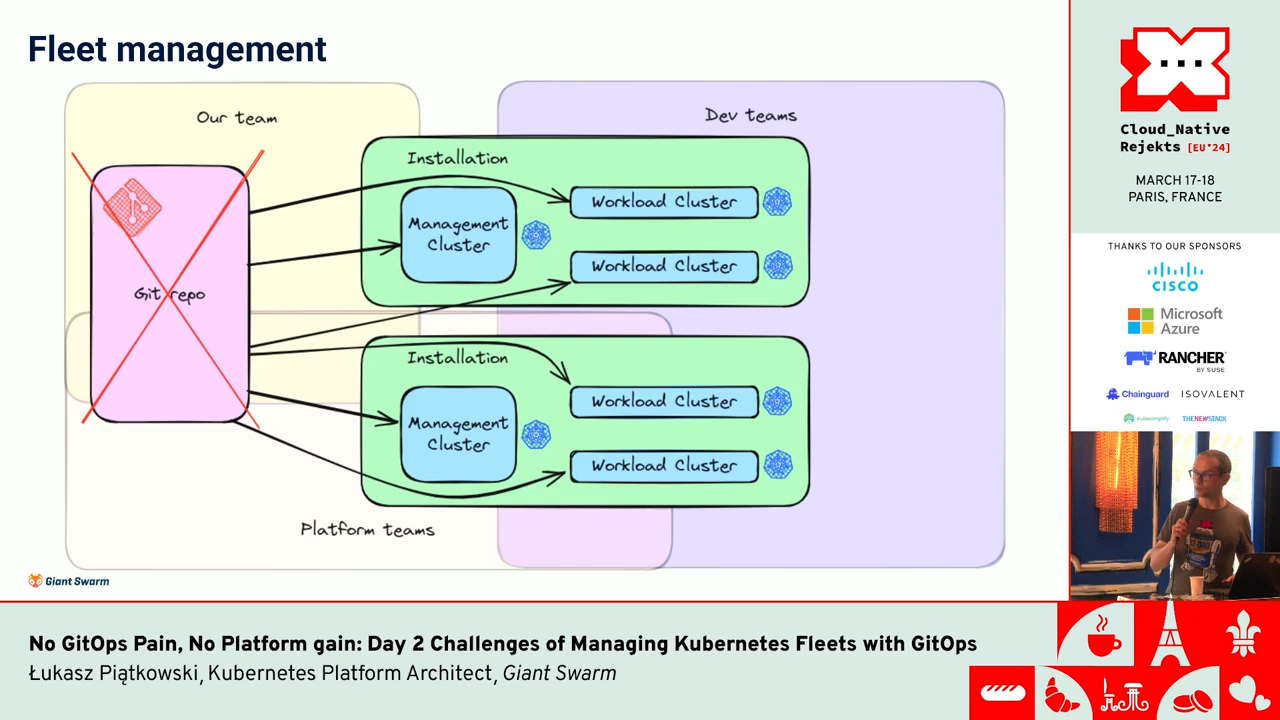 Fleet management
Our team
Dev teams
Installation
Management
Cluster
Workload Cluster
Workload Cluster
Git repo
Installation
Management
Cluster
Workload Cluster
Workload Cluster
Platform teams
Giant Swarm
Cloud_Native
Rejekts [EU*24]
MARCH 17-18
PARIS, FRANCE
THANKS TO OUR SPONSORS
CISCO
Microsoft
Azure
RANCHER
BY SUSE
Chainguard ISOVALENT
Kubesimplify THENEWSTACK
No GitOps Pain, No Platform gain: Day 2 Challenges of Managing Kubernetes Fleets with GitOps
Łukasz Piątkowski, Kubernetes Platform Architect, Giant Swarm